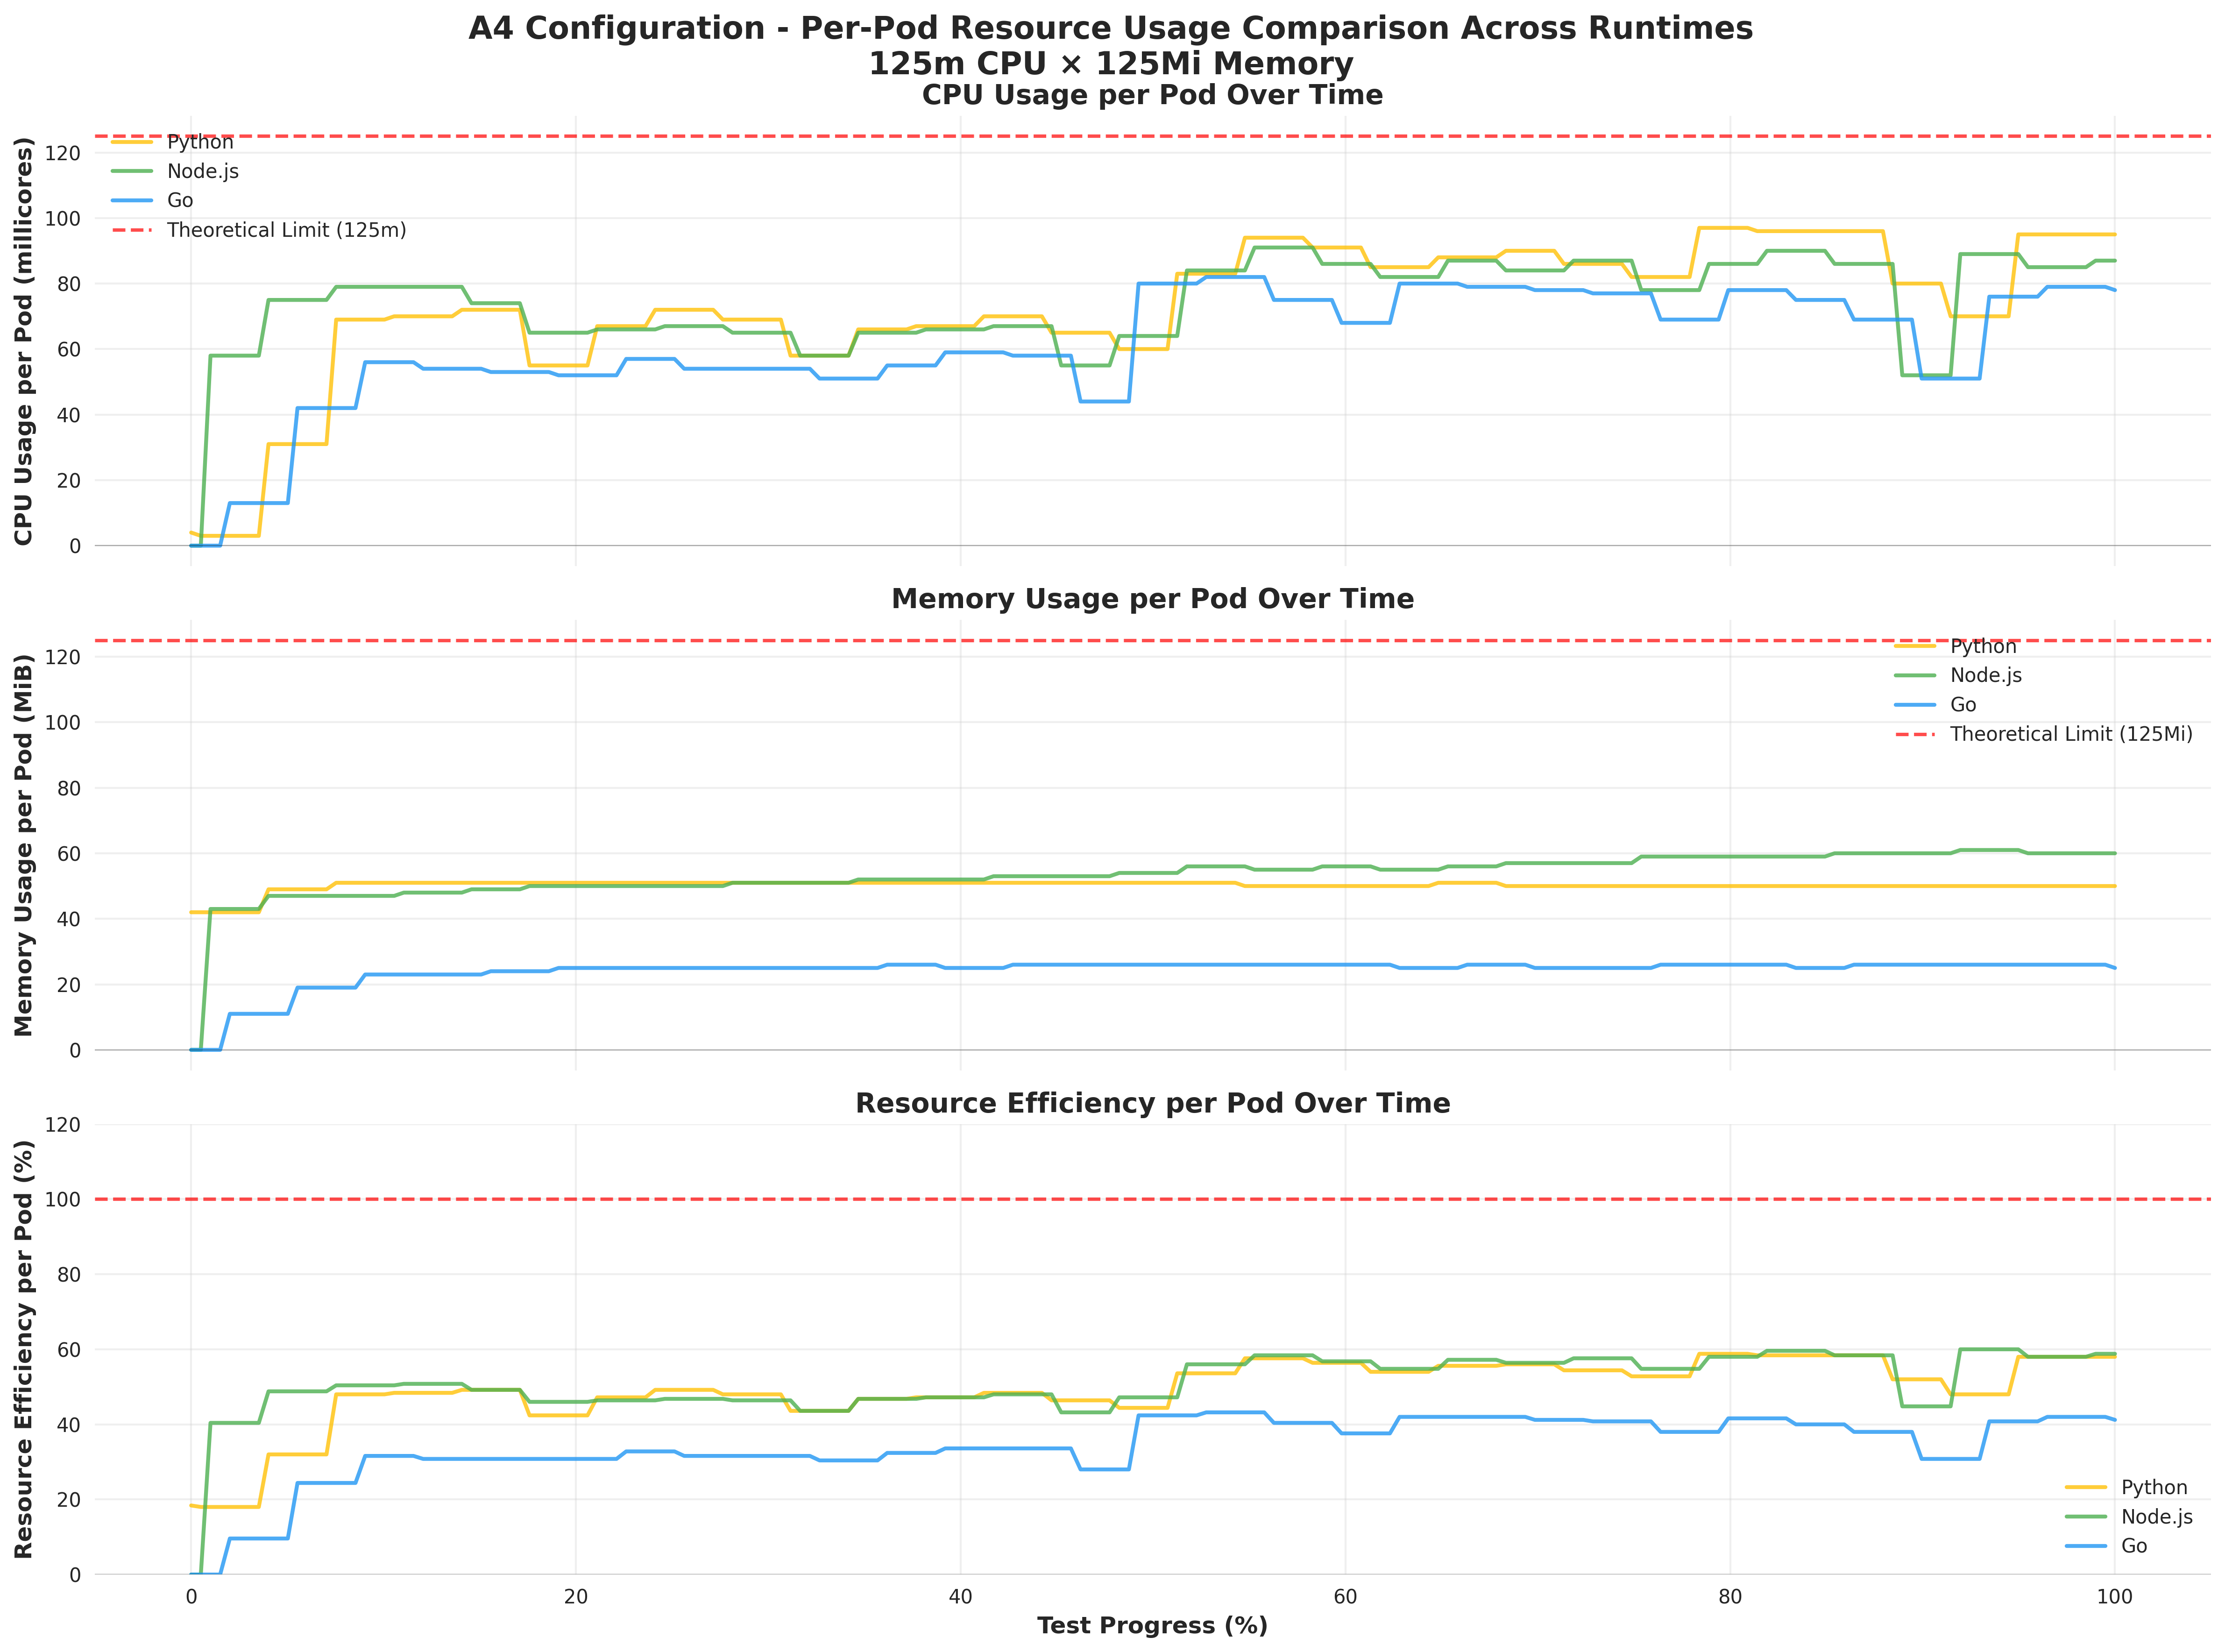 A4 Configuration - Per-Pod Resource Usage Comparison Across Runtimes
125m CPU × 125Mi Memory
CPU Usage per Pod Over Time
CPU Usage per Pod (millicores)
120
100
80
60
40
20
0
Python
Node.js
Go
Theoretical Limit (125m)
Memory Usage per Pod Over Time
Memory Usage per Pod (MiB)
120
100
80
60
40
20
0
Python
Node.js
Go
Theoretical Limit (125Mi)
Resource Efficiency per Pod Over Time
Resource Efficiency per Pod (%)
120
100
80
60
40
20
0
Python
Node.js
Go
0
20
40
60
80
100
Test Progress (%)